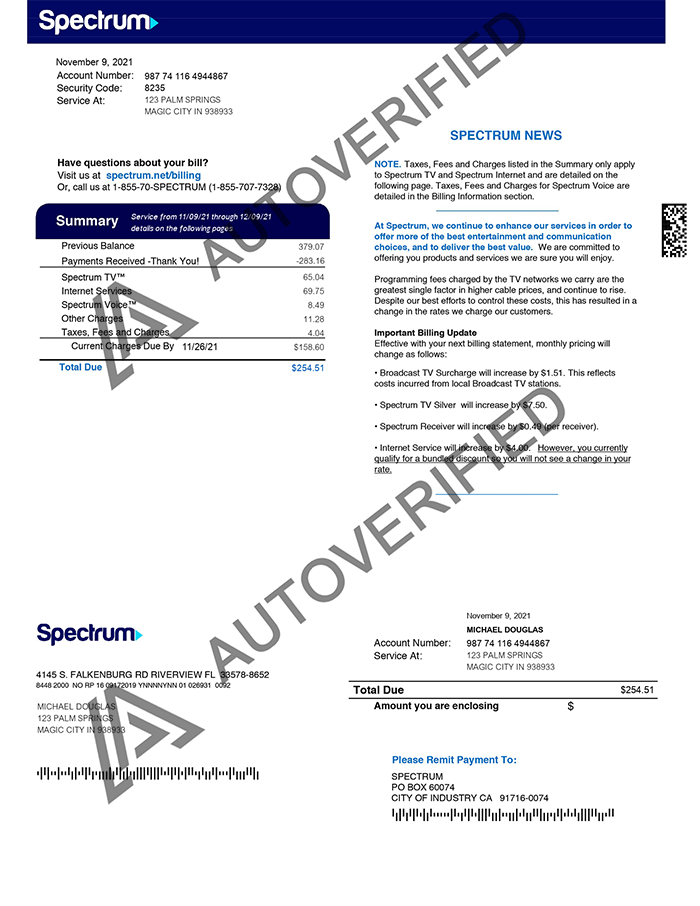 Spectrum
November 9, 2021
Account Number: 987 74 116 4944867
Security Code: 8235
Service At: 123 PALM SPRINGS
MAGIC CITY IN 938933
Have questions about your bill?
Visit us at spectrum.net/billing
Or, call us at 1-855-70-SPECTRUM (1-855-707-7328)
Summary Service from 11/09/21 through 12/09/21
details on the following pages
Previous Balance 379.07
Payments Received -Thank You! -283.16
Spectrum TV™ 65.04
Internet Services 69.75
Spectrum Voice™ 8.49
Other Charges 11.28
Taxes, Fees and Charges 4.04
Current Charges Due By 11/26/21 $158.60
Total Due $254.51
SPECTRUM NEWS
NOTE. Taxes, Fees and Charges listed in the Summary only apply
to Spectrum TV and Spectrum Internet and are detailed on the
following page. Taxes, Fees and Charges for Spectrum Voice are
detailed in the Billing Information section.
At Spectrum, we continue to enhance our services in order to
offer more of the best entertainment and communication
choices, and to deliver the best value. We are committed to
offering you products and services we are sure you will enjoy.
Programming fees charged by the TV networks we carry are the
greatest single factor in higher cable prices, and continue to rise.
Despite our best efforts to control these costs, this has resulted in a
change in the rates we charge our customers.
Important Billing Update
Effective with your next billing statement, monthly pricing will
change as follows:
• Broadcast TV Surcharge will increase by $1.51. This reflects
costs incurred from local Broadcast TV stations.
• Spectrum TV Silver will increase by $7.50.
• Spectrum Receiver will increase by $0.49 (per receiver).
• Internet Service will increase by $4.00. However, you currently
qualify for a bundled discount so you will not see a change in your
rate.
AUTOVERIFIED
AUTOVERIFIED
Spectrum
4145 S. FALKENBURG RD RIVERVIEW FL 33578-8652
8448 2000 NO RP 16 09172019 YNNNYNN 01 026931 0092
MICHAEL DOUGLAS
123 PALM SPRINGS
MAGIC CITY IN 938933
November 9, 2021
MICHAEL DOUGLAS
Account Number: 987 74 116 4944867
Service At: 123 PALM SPRINGS
MAGIC CITY IN 938933
Total Due $254.51
Amount you are enclosing $
Please Remit Payment To:
SPECTRUM
PO BOX 60074
CITY OF INDUSTRY CA 91716-0074